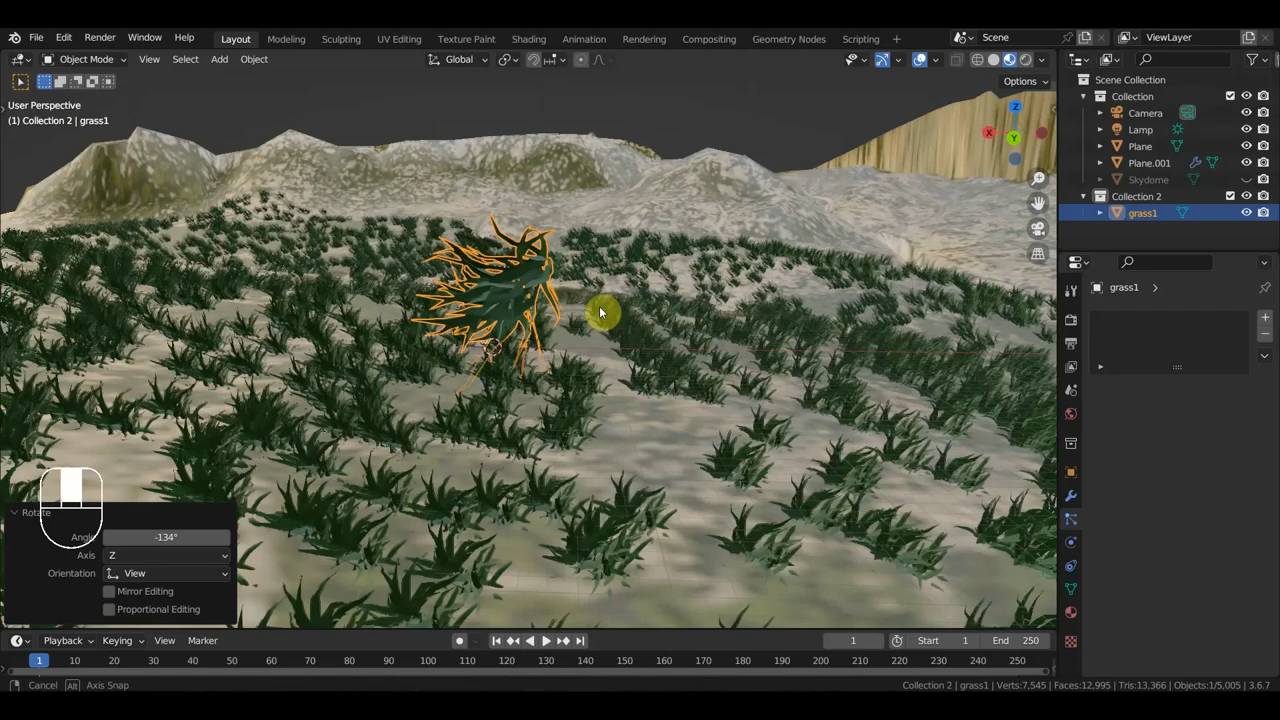 File Edit Render Window Help Layout Modeling Sculpting UV Editing Texture Paint Shading Animation Rendering Compositing Geometry Nodes Scripting + Scene ViewLayer
Object Mode View Select Add Object Global
Options
User Perspective
(1) Collection 2 | grass1
Z
X
Y
Scene Collection
Collection
Camera
Lamp
Plane
Plane.001
Skydome
Collection 2
grass1
grass1
Rotate
Angle -134°
Axis Z
Orientation View
Mirror Editing
Proportional Editing
Playback Keying View Marker 1 Start 1 End 250
1 10 20 30 40 50 60 70 80 90 100 110 120 130 140 150 160 170 180 190 200 210 220 230 240 250
Cancel Alt Axis Snap Collection 2 | grass1 | Verts:7,545 | Faces:12,995 | Tris:13,366 | Objects:1/5,005 | 3.6.7